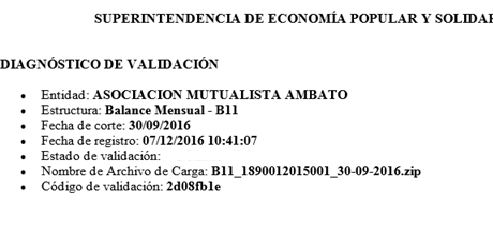 SUPERINTENDENCIA DE ECONOMÍA POPULAR Y SOLIDAR
DIAGNÓSTICO DE VALIDACIÓN
• Entidad: ASOCIACION MUTUALISTA AMBATO
• Estructura: Balance Mensual - B11
• Fecha de corte: 30/09/2016
• Fecha de registro: 07/12/2016 10:41:07
• Estado de validación:
• Nombre de Archivo de Carga: B11_1890012015001_30-09-2016.zip
• Código de validación: 2d08fb1e